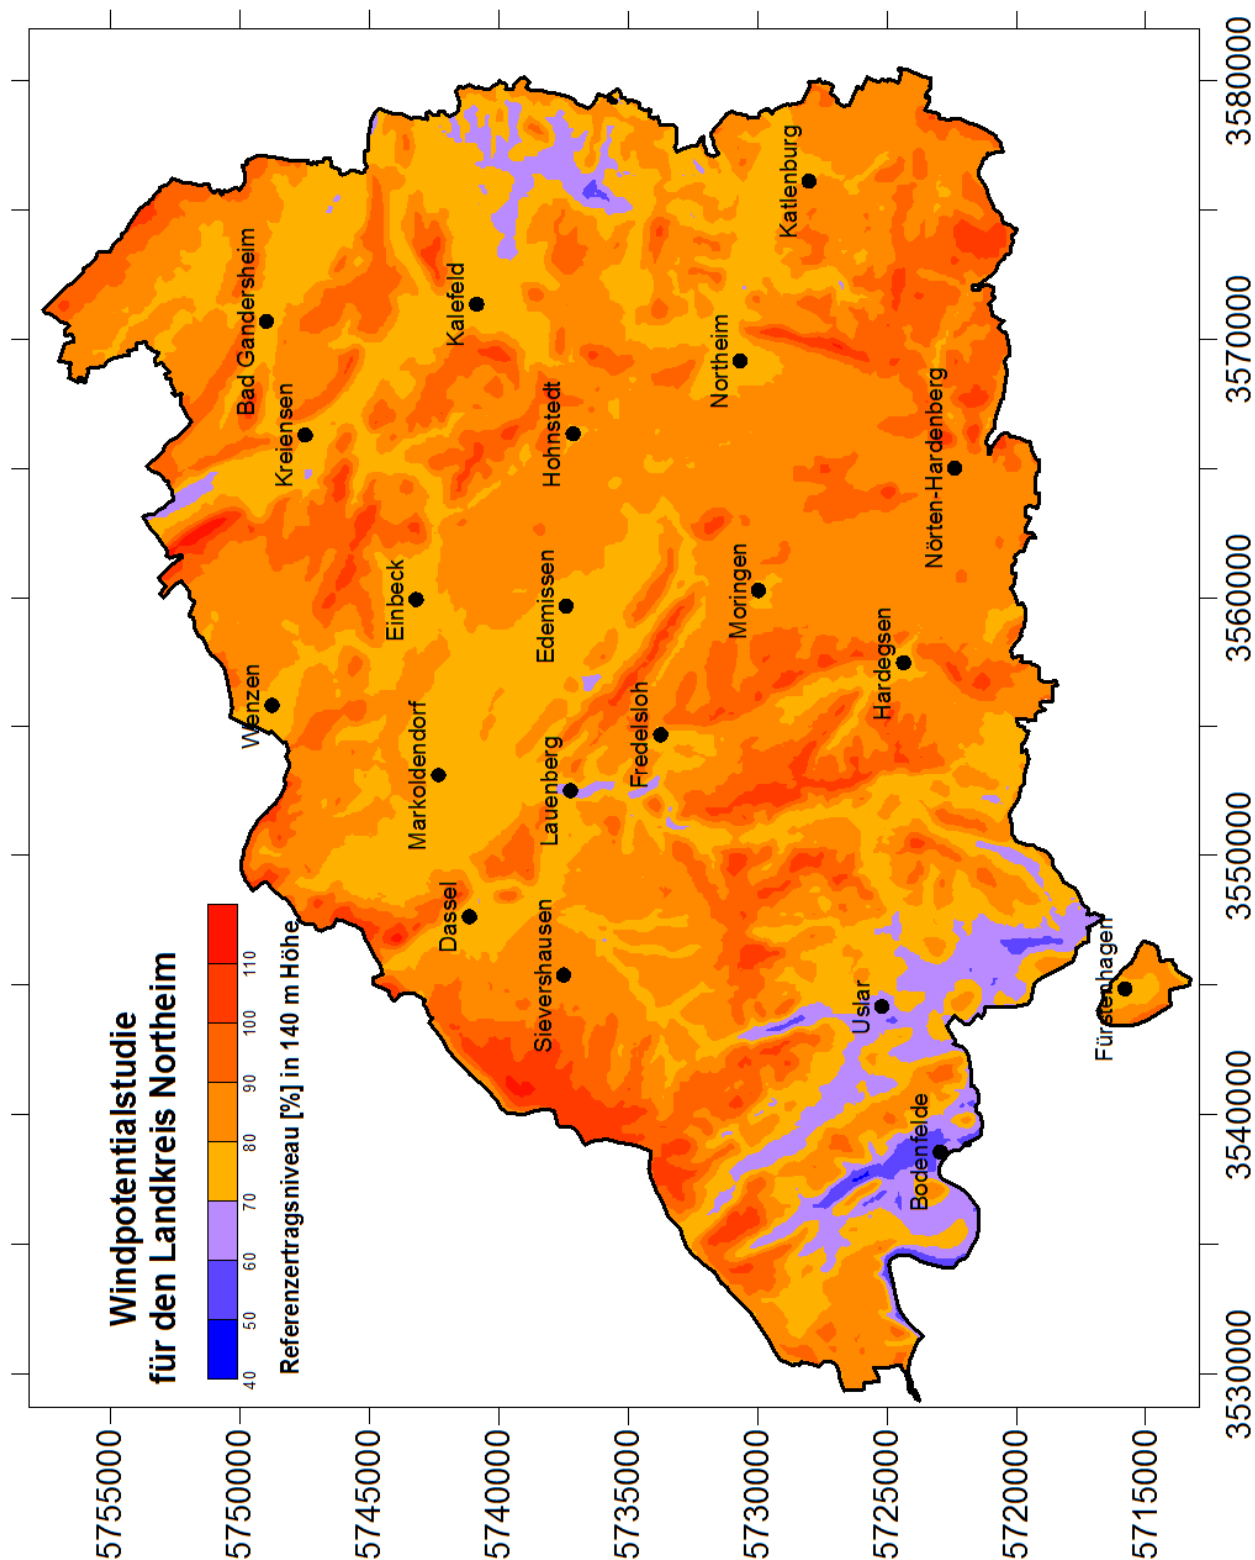 Windpotentialstudie
für den Landkreis Northeim
40 50 60 70 80 90 100 110
Referenzertragsniveau [%] in 140 m Höhe
5755000
5750000
5745000
5740000
5735000
5730000
5725000
5720000
5715000
3530000 3540000 3550000 3560000 3570000 3580000
Bad Gandersheim
Kreiensen
Wenzen
Kalefeld
Einbeck
Markoldendorf
Dassel
Hohnstedt
Edemissen
Lauenberg
Sievershausen
Fredelsloh
Northeim
Moringen
Katlenburg
Hardegsen
Uslar
Nörten-Hardenberg
Bodenfelde
Fürstenhagen